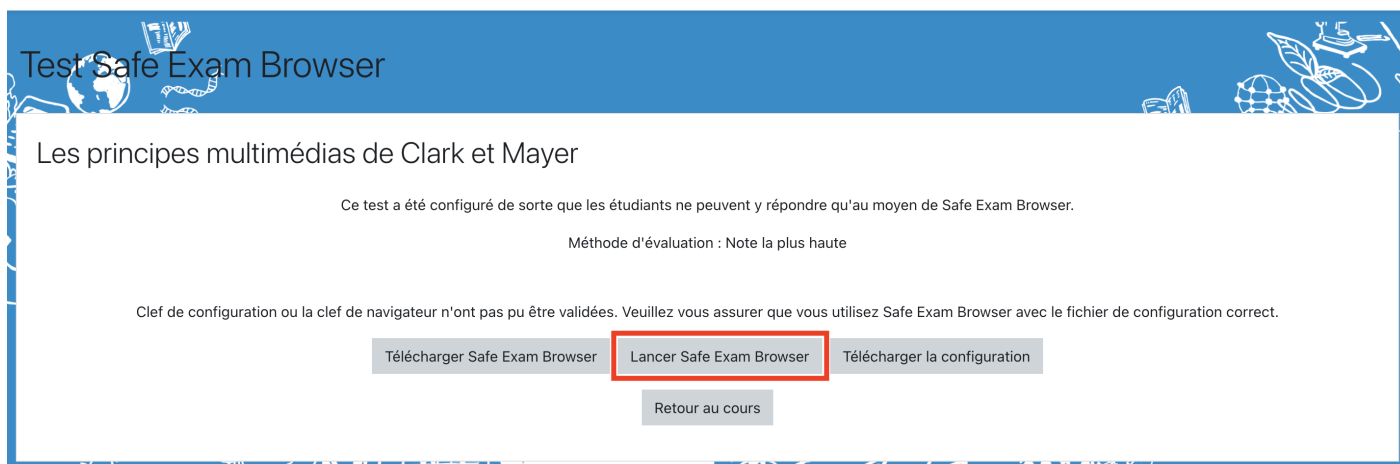 Test Safe Exam Browser
Les principes multimédias de Clark et Mayer
Ce test a été configuré de sorte que les étudiants ne peuvent y répondre qu'au moyen de Safe Exam Browser.
Méthode d'évaluation : Note la plus haute
Clef de configuration ou la clef de navigateur n'ont pas pu être validées. Veuillez vous assurer que vous utilisez Safe Exam Browser avec le fichier de configuration correct.
Télécharger Safe Exam Browser Lancer Safe Exam Browser Télécharger la configuration
Retour au cours